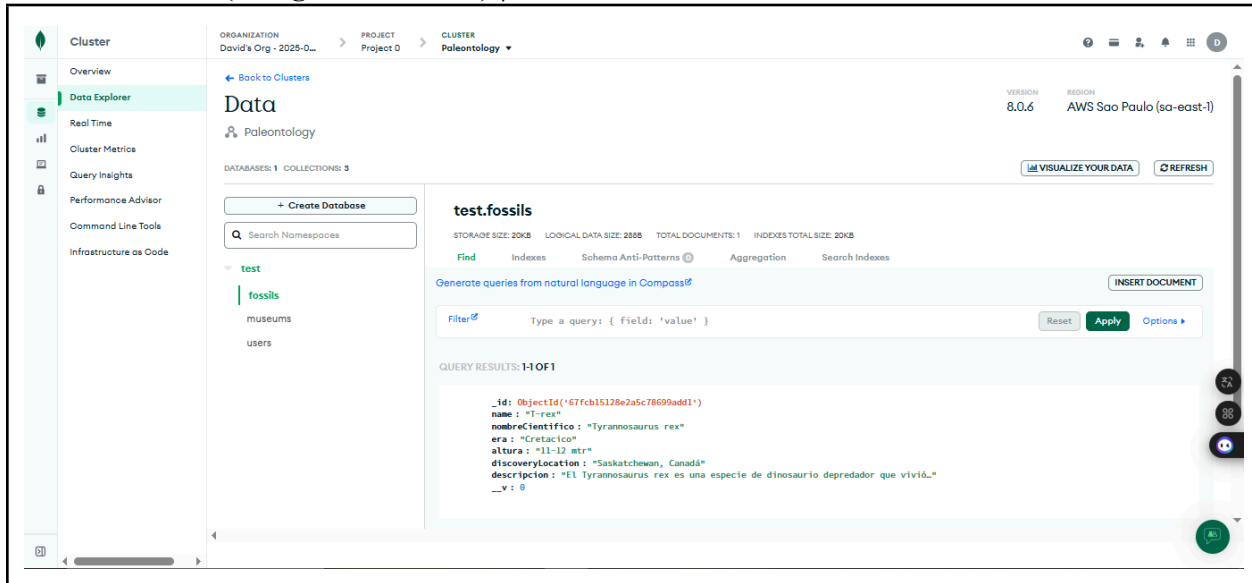 Cluster
ORGANIZATION
David's Org - 2025-0...
PROJECT
Project 0
CLUSTER
Paleontology
D
Overview
Data Explorer
Real Time
Cluster Metrics
Query Insights
Performance Advisor
Command Line Tools
Infrastructure as Code
Back to Clusters
Data
Paleontology
VERSION
8.0.6
REGION
AWS Sao Paulo (sa-east-1)
DATABASES: 1 COLLECTIONS: 3
VISUALIZE YOUR DATA
REFRESH
+ Create Database
Search Namespaces
test
fossils
museums
users
test.fossils
STORAGE SIZE: 20KB LOGICAL DATA SIZE: 288B TOTAL DOCUMENTS: 1 INDEXES TOTAL SIZE: 20KB
Find Indexes Schema Anti-Patterns 0 Aggregation Search Indexes
Generate queries from natural language in Compass
INSERT DOCUMENT
Filter
Type a query: { field: 'value' }
Reset
Apply
Options
QUERY RESULTS: 1-1 OF 1
_id: ObjectId('67fcb15128e2a5c78699add1')
name : "T-rex"
nombreCientifico : "Tyrannosaurus rex"
era : "Cretacico"
altura : "11-12 mtr"
discoveryLocation : "Saskatchewan, Canadá"
descripcion : "El Tyrannosaurus rex es una especie de dinosaurio depredador que vivió…"
__v : 0